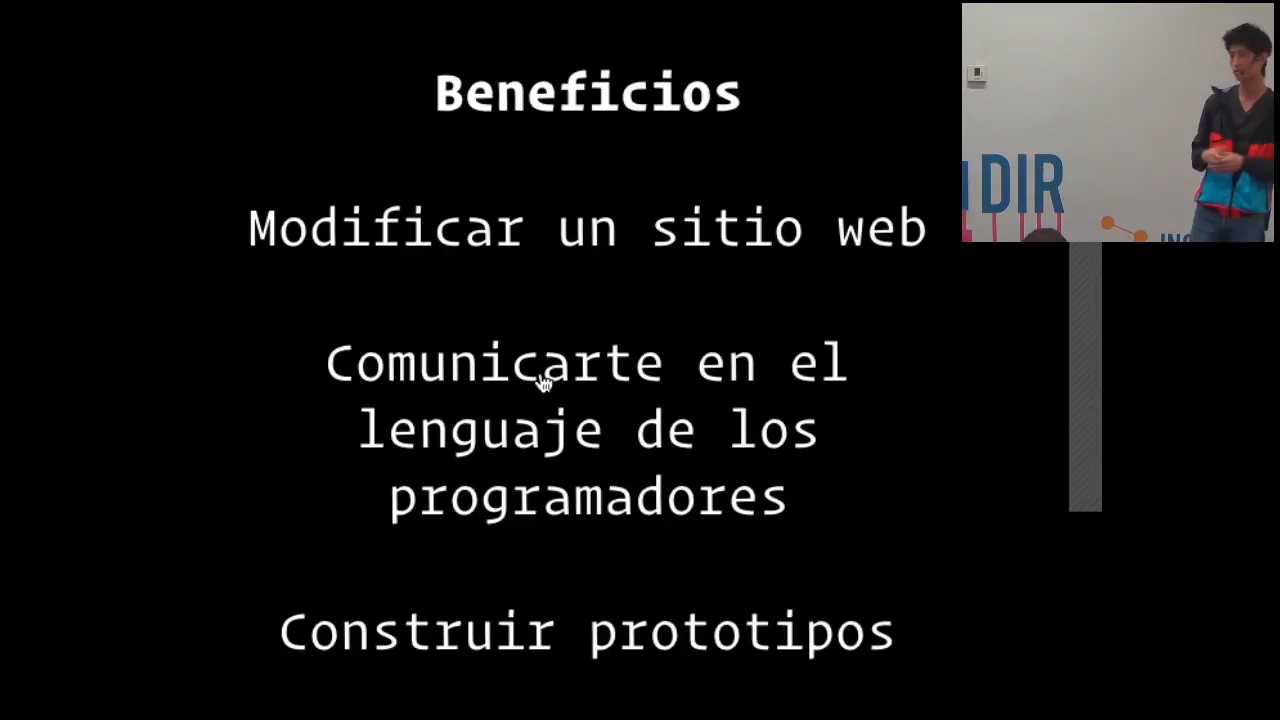 Beneficios
Modificar un sitio web
Comunicarte en el
lenguaje de los
programadores
Construir prototipos
DIR